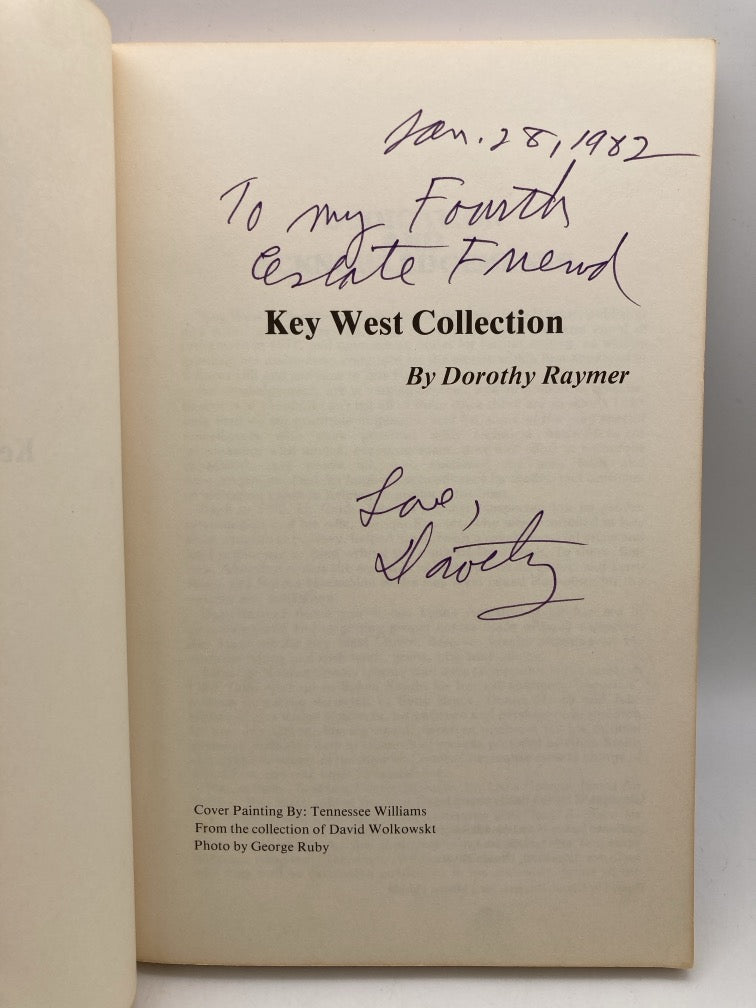 Jan. 28, 1982
To my Fourth
Estate Friend
Key West Collection
By Dorothy Raymer
Love,
Dorothy
Cover Painting By: Tennessee Williams
From the collection of David Wolkowskt
Photo by George Ruby